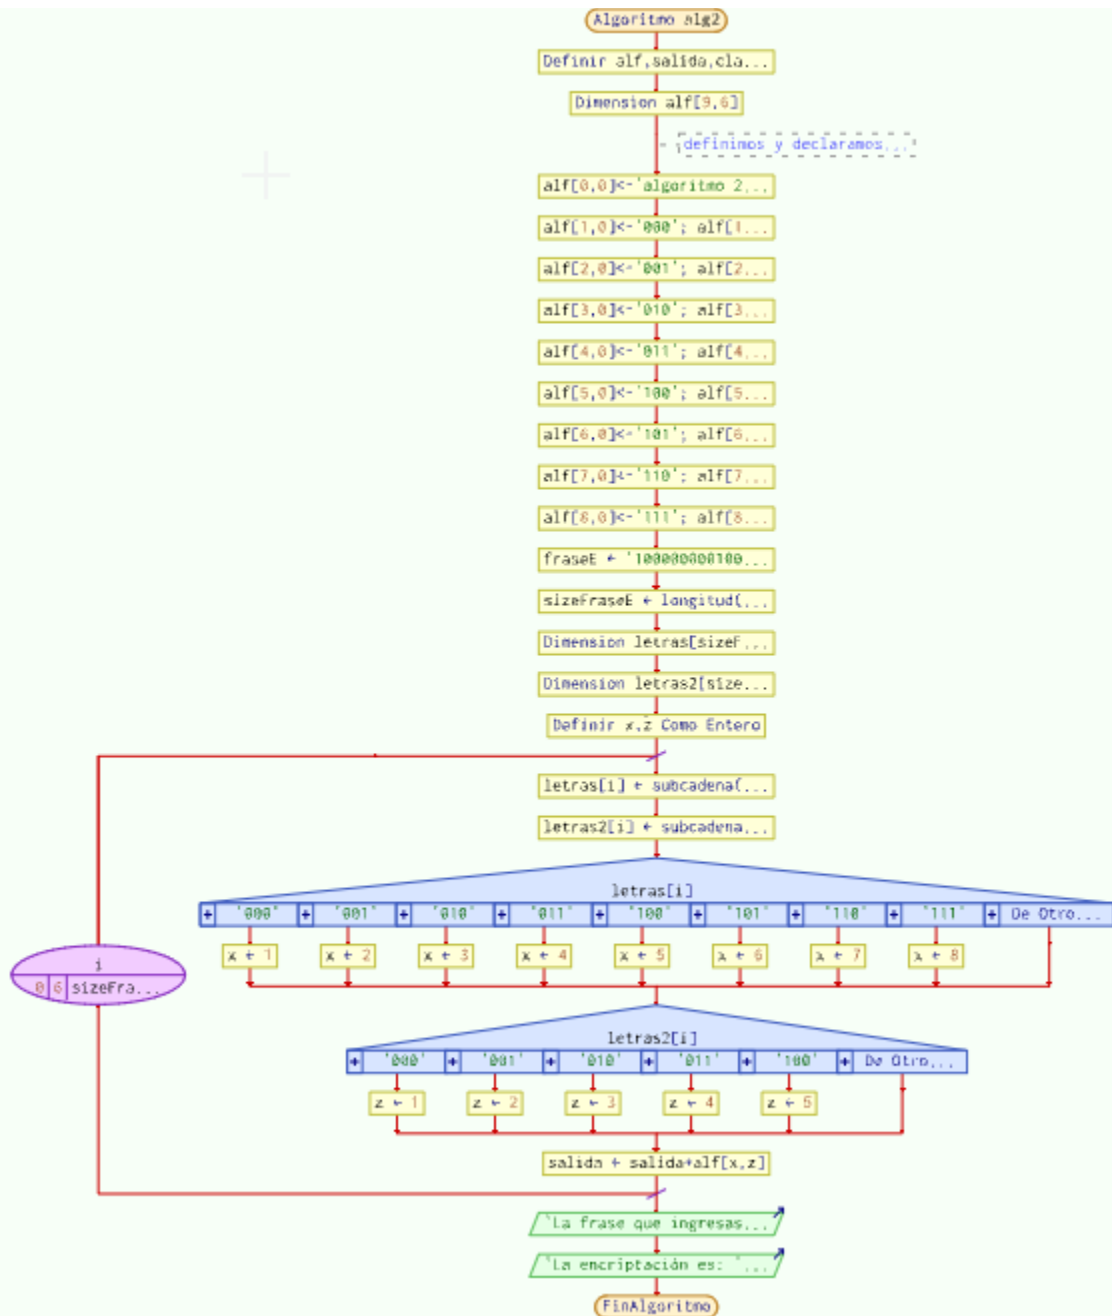 Algoritmo alg2
Definir alf,salida,cla...
Dimension alf[9,6]
definimos y declaramos...
alf[0,0]<-'algoritmo 2...
alf[1,0]<-'000'; alf[1...
alf[2,0]<-'001'; alf[2...
alf[3,0]<-'010'; alf[3...
alf[4,0]<-'011'; alf[4...
alf[5,0]<-'100'; alf[5...
alf[6,0]<-'101'; alf[6...
alf[7,0]<-'110'; alf[7...
alf[8,0]<-'111'; alf[8...
fraseE ← '100000000100...
sizeFraseE ← longitud(...
Dimension letras[sizeF...
Dimension letras2[size...
Definir x,z Como Entero
letras[i] ← subcadena(...
letras2[i] ← subcadena...
letras[i]
+ '000' + '001' + '010' + '011' + '100' + '101' + '110' + '111' + De Otro...
x ← 1 x ← 2 x ← 3 x ← 4 x ← 5 x ← 6 x ← 7 x ← 8
i
0 6 sizeFra...
letras2[i]
+ '000' + '001' + '010' + '011' + '100' + De Otro...
z ← 1 z ← 2 z ← 3 z ← 4 z ← 5
salida ← salida+alf[x,z]
'La frase que ingresas...
'La encriptación es: '...
FinAlgoritmo